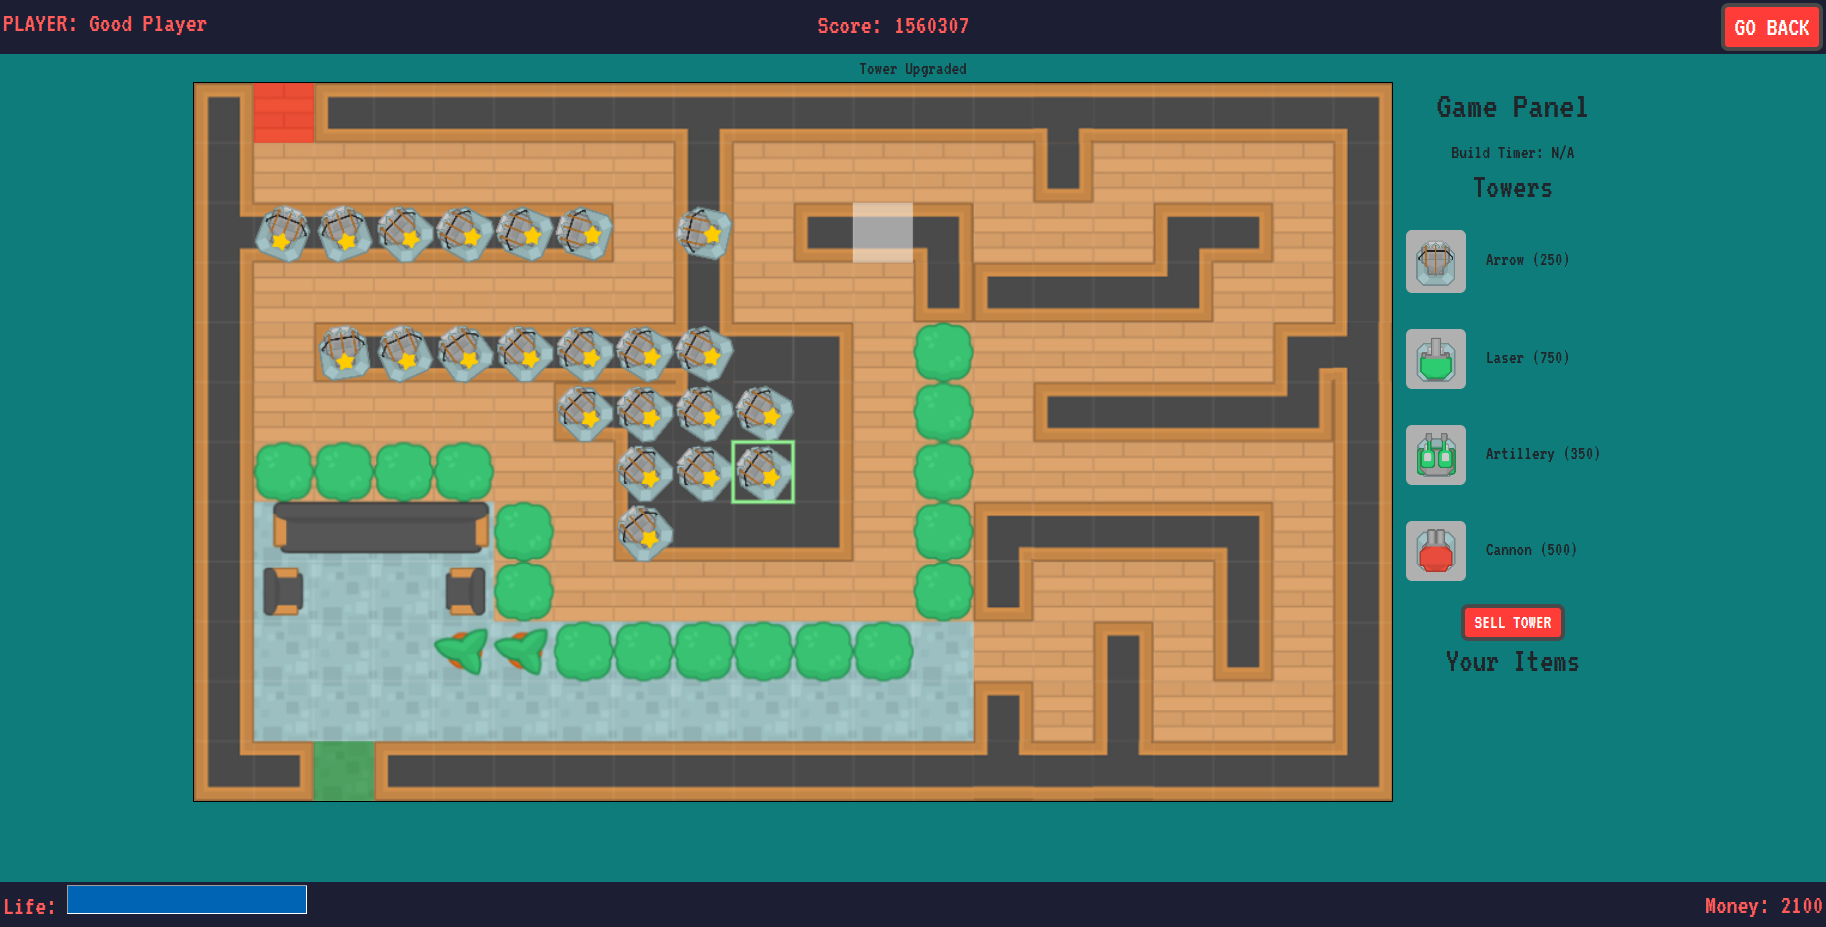 PLAYER: Good Player
Score: 1560307
GO BACK
Tower Upgraded
Game Panel
Build Timer: N/A
Towers
Arrow (250)
Laser (750)
Artillery (350)
Cannon (500)
SELL TOWER
Your Items
Life:
Money: 2100